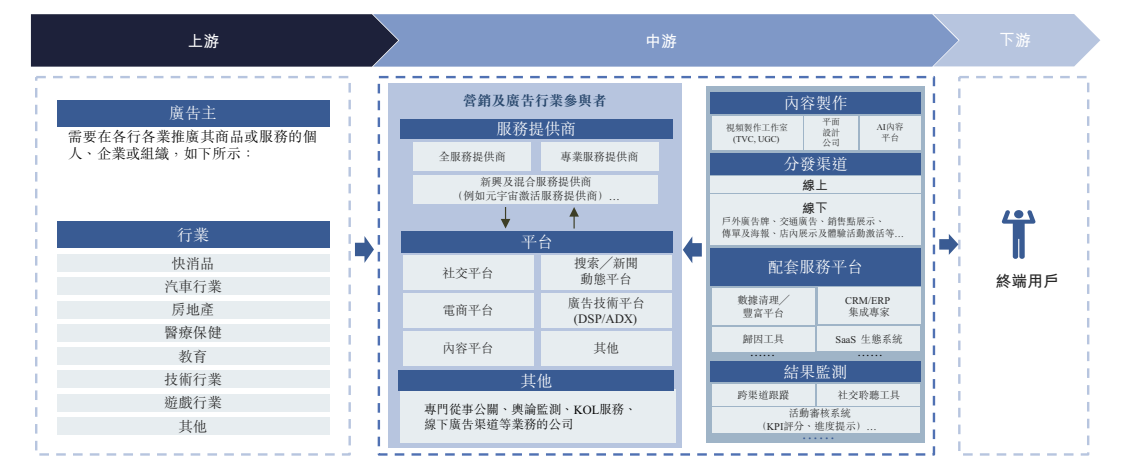 上游
中游
下游
廣告主
需要在各行各業推廣其商品或服務的個
人、企業或組織，如下所示：
行業
快消品
汽車行業
房地產
醫療保健
教育
技術行業
遊戲行業
其他
營銷及廣告行業參與者
服務提供商
全服務提供商
專業服務提供商
新興及混合服務提供商
(例如元宇宙激活服務提供商) ...
平台
社交平台
搜索／新聞
動態平台
電商平台
廣告技術平台
(DSP/ADX)
內容平台
其他
其他
專門從事公關、輿論監測、KOL服務、
線下廣告渠道等業務的公司
內容製作
視頻製作工作室
(TVC, UGC)
平面
設計
公司
AI內容
平台
分發渠道
線上
線下
戶外廣告牌、交通廣告、銷售點展示、
傳單及海報、店內展示及體驗活動激活等...
配套服務平台
數據清理／
豐富平台
CRM/ERP
集成專家
歸因工具
SaaS 生態系統
......
......
結果監測
跨渠道跟蹤
社交聆聽工具
活動審核系統
(KPI評分、進度提示) ...
......
終端用戶